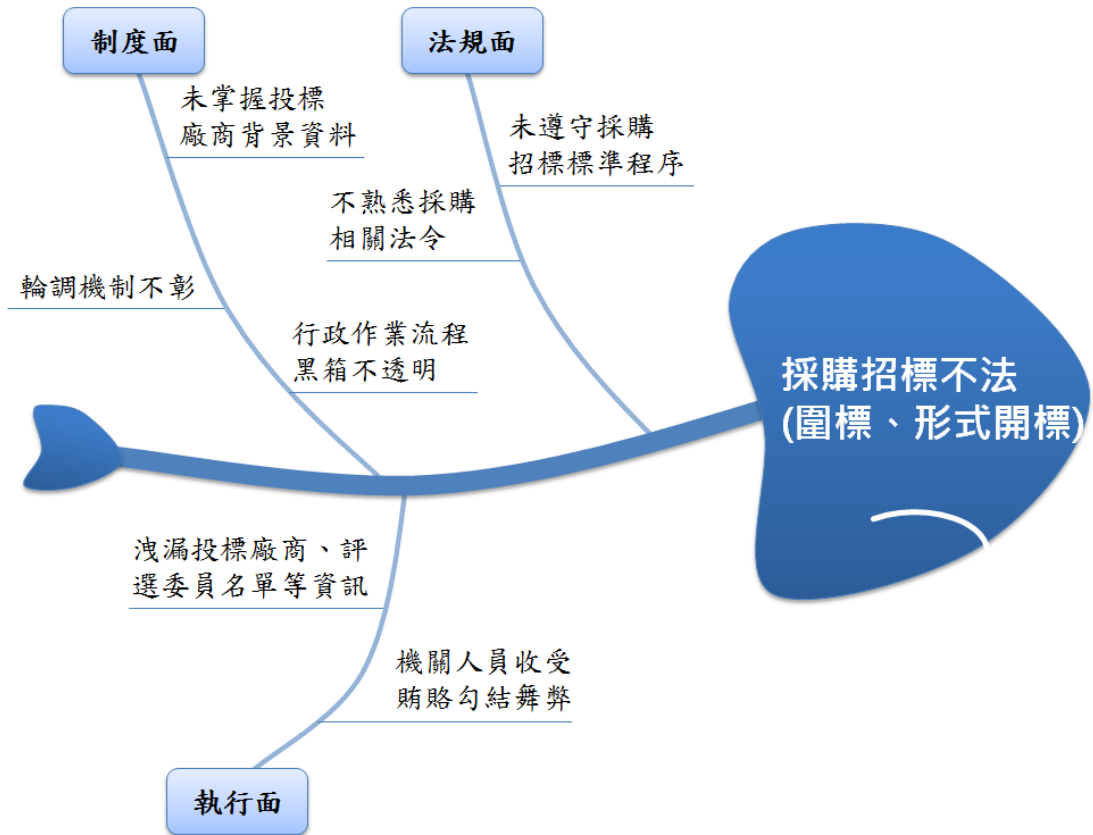 制度面
法規面
未掌握投標
廠商背景資料
未遵守採購
招標標準程序
不熟悉採購
相關法令
輪調機制不彰
行政作業流程
黑箱不透明
採購招標不法
(圍標、形式開標)
洩漏投標廠商、評
選委員名單等資訊
機關人員收受
賄賂勾結舞弊
執行面